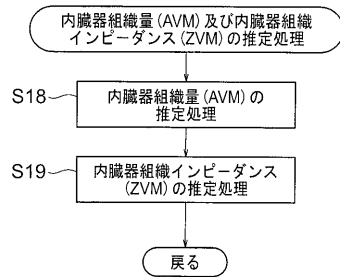 内臓器組織量(AVM)及び内臓器組織
インピーダンス(ZVM)の推定処理
S18
内臓器組織量(AVM)の
推定処理
S19
内臓器組織インピーダンス
(ZVM)の推定処理
戻る